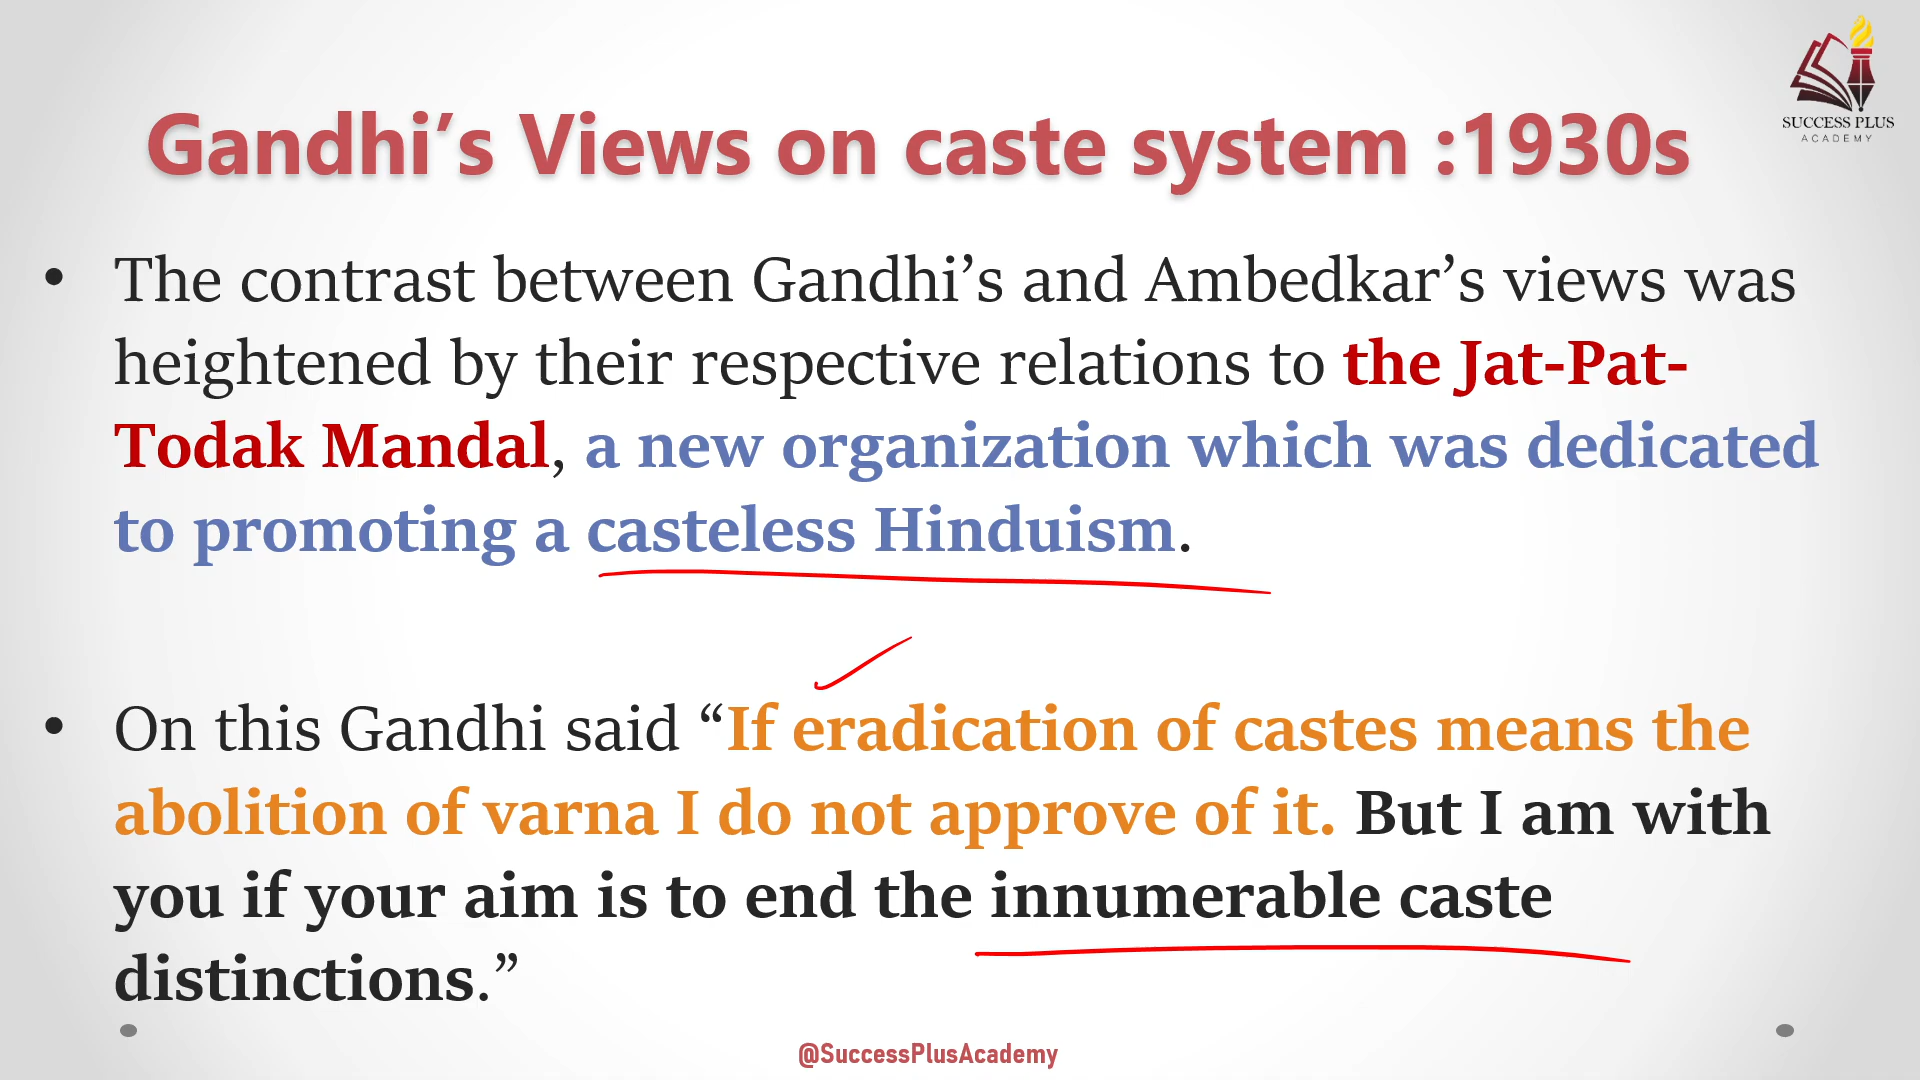 SUCCESS PLUS
ACADEMY
Gandhi’s Views on caste system :1930s
• The contrast between Gandhi’s and Ambedkar’s views was
heightened by their respective relations to the Jat-Pat-
Todak Mandal, a new organization which was dedicated
to promoting a casteless Hinduism.
• On this Gandhi said “If eradication of castes means the
abolition of varna I do not approve of it. But I am with
you if your aim is to end the innumerable caste
distinctions.”
@SuccessPlusAcademy